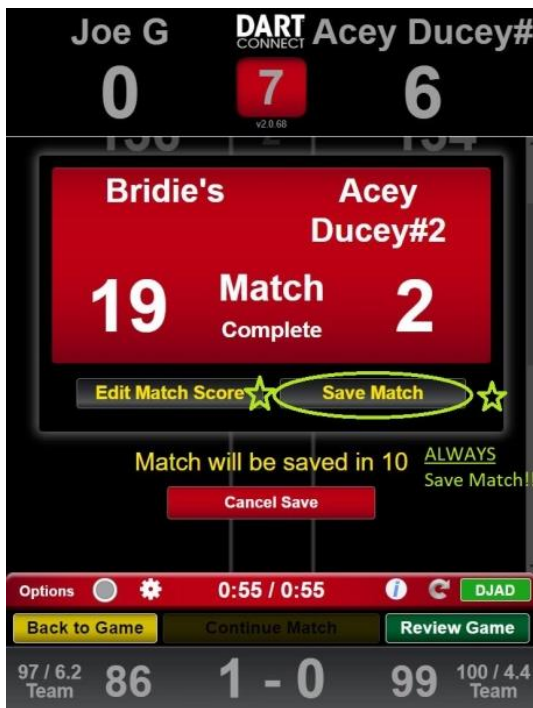 Joe G
DART
CONNECT
Acey Ducey#
0
7
6
v2.0.68
Bridie's
Acey
Ducey#2
19
Match
Complete
2
Edit Match Score
Save Match
Match will be saved in 10
ALWAYS
Save Match!!
Cancel Save
Options
0:55 / 0:55
i
DJAD
Back to Game
Continue Match
Review Game
97 / 6.2
Team
86
1 - 0
99
100 / 4.4
Team